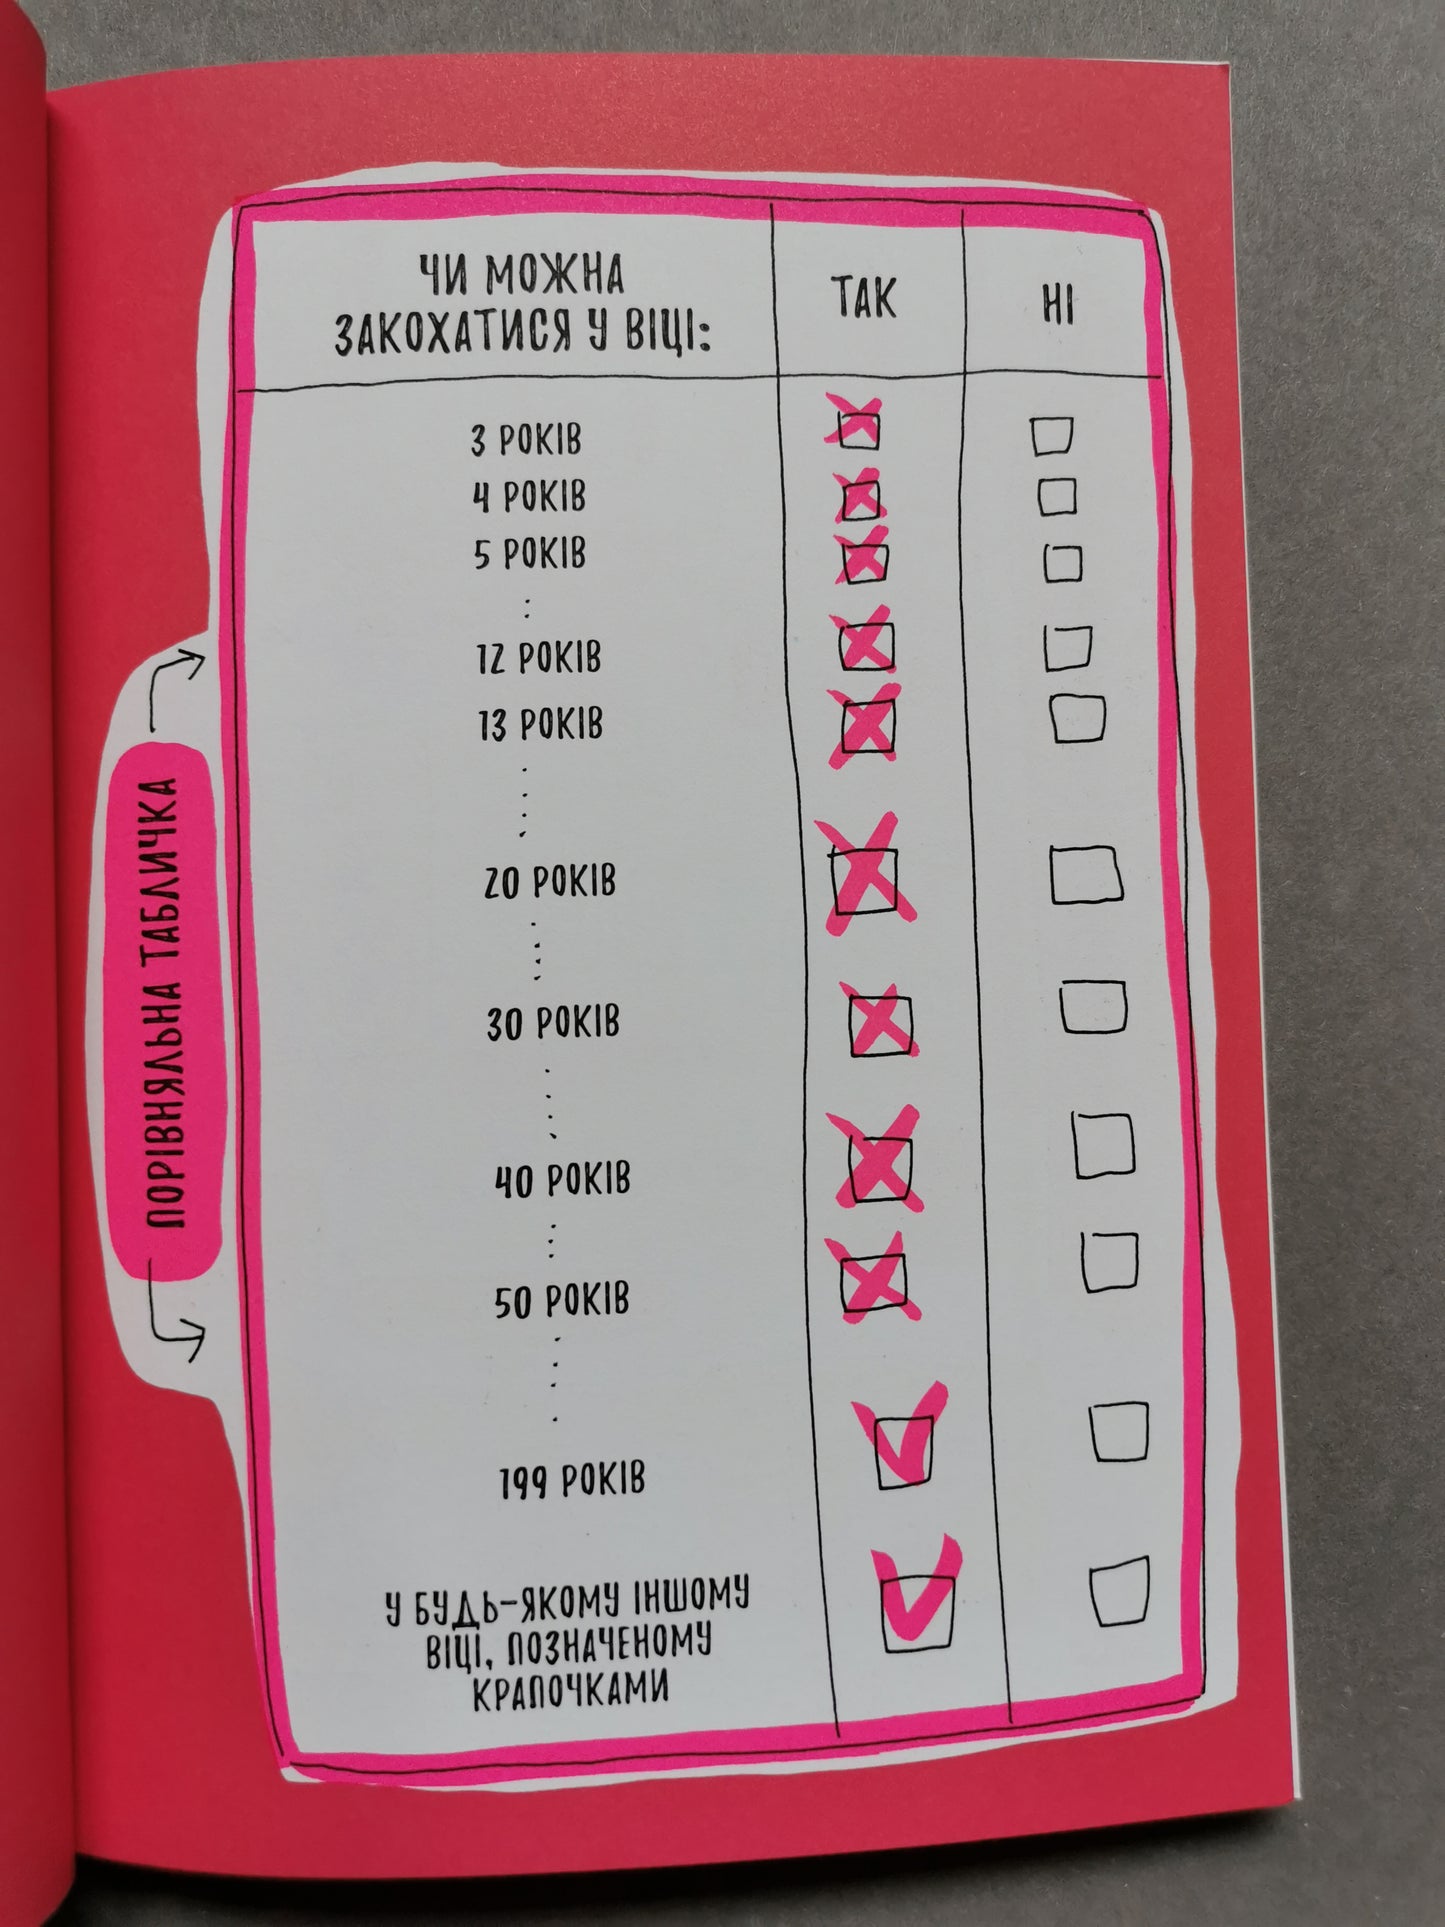 ЧИ МОЖНА
ЗАКОХАТИСЯ У ВІЦІ:
ТАК
НІ
3 РОКІВ
4 РОКІВ
5 РОКІВ
12 РОКІВ
13 РОКІВ
20 РОКІВ
30 РОКІВ
40 РОКІВ
50 РОКІВ
199 РОКІВ
У БУДЬ-ЯКОМУ ІНШОМУ
ВІЦІ, ПОЗНАЧЕНОМУ
КРАПОЧКАМИ
ПОРІВНЯЛЬНА ТАБЛИЧКА